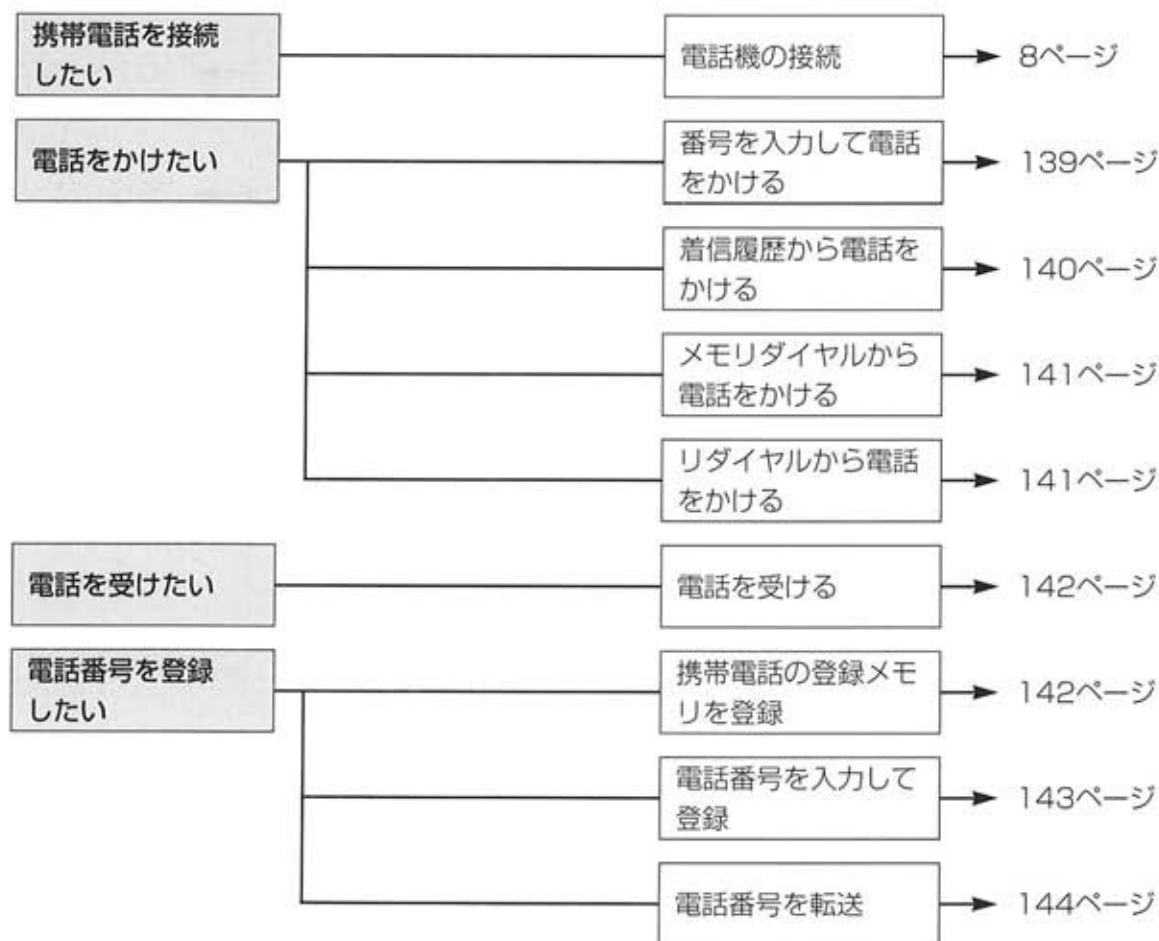 携帯電話を接続
したい
電話機の接続
8ページ
電話をかけたい
番号を入力して電話
をかける
139ページ
着信履歴から電話を
かける
140ページ
メモリダイヤルから
電話をかける
141ページ
リダイヤルから電話
をかける
141ページ
電話を受けたい
電話を受ける
142ページ
電話番号を登録
したい
携帯電話の登録メモ
リを登録
142ページ
電話番号を入力して
登録
143ページ
電話番号を転送
144ページ